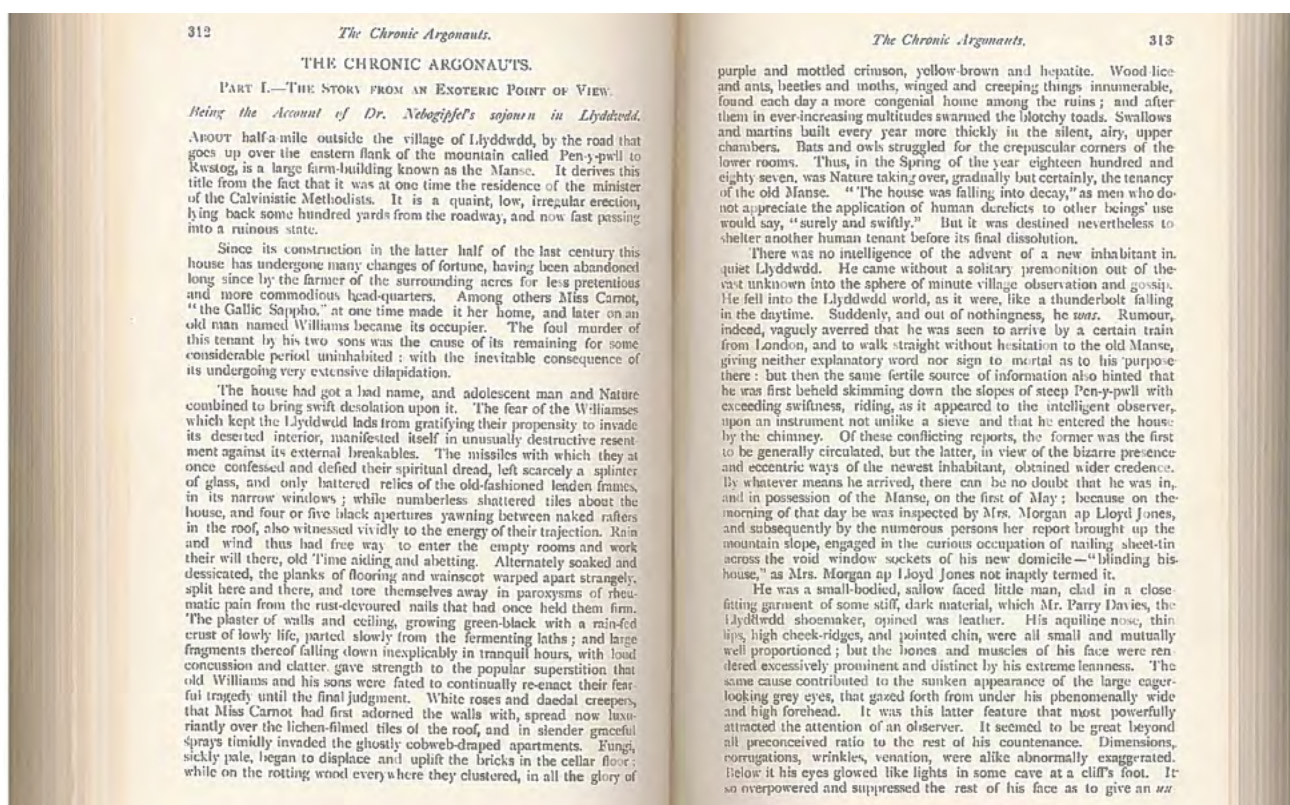 312
The Chronic Argonauts.
THE CHRONIC ARGONAUTS.
PART I.—THE STORY FROM AN EXOTERIC POINT OF VIEW.
Being the Account of Dr. Nebogipfel's sojourn in Llyddwdd.
ABOUT half-a-mile outside the village of Llyddwdd, by the road that
goes up over the eastern flank of the mountain called Pen-y-pwll to
Rwstog, is a large farm-building known as the Manse. It derives this
title from the fact that it was at one time the residence of the minister
of the Calvinistic Methodists. It is a quaint, low, irregular erection,
lying back some hundred yards from the roadway, and now fast passing
into a ruinous state.
Since its construction in the latter half of the last century this
house has undergone many changes of fortune, having been abandoned
long since by the farmer of the surrounding acres for less pretentious
and more commodious head-quarters. Among others Miss Carnot,
"the Gallic Sappho," at one time made it her home, and later on an
old man named Williams became its occupier. The foul murder of
this tenant by his two sons was the cause of its remaining for some
considerable period uninhabited : with the inevitable consequence of
its undergoing very extensive dilapidation.
The house had got a bad name, and adolescent man and Nature
combined to bring swift desolation upon it. The fear of the Williamses
which kept the Llyddwdd lads from gratifying their propensity to invade
its deserted interior, manifested itself in unusually destructive resent
ment against its external breakables. The missiles with which they at
once confessed and defied their spiritual dread, left scarcely a splinter
of glass, and only battered relics of the old-fashioned leaden frames,
in its narrow windows ; while numberless shattered tiles about the
house, and four or five black apertures yawning between naked rafters
in the roof, also witnessed vividly to the energy of their trajection. Rain
and wind thus had free way to enter the empty rooms and work
their will there, old Time aiding and abetting. Alternately soaked and
dessicated, the planks of flooring and wainscot warped apart strangely,
split here and there, and tore themselves away in paroxysms of rheu-
matic pain from the rust-devoured nails that had once held them firm.
The plaster of walls and ceiling, growing green-black with a rain-fed
crust of lowly life, parted slowly from the fermenting laths ; and large
fragments thereof falling down inexplicably in tranquil hours, with loud
concussion and clatter, gave strength to the popular superstition that
old Williams and his sons were fated to continually re-enact their fear-
ful tragedy until the final judgment. White roses and daedal creepers,
that Miss Carnot had first adorned the walls with, spread now luxu-
riantly over the lichen-filmed tiles of the roof, and in slender graceful
sprays timidly invaded the ghostly cobweb-draped apartments. Fungi,
sickly pale, began to displace and uplift the bricks in the cellar floor ;
while on the rotting wood everywhere they clustered, in all the glory of
The Chronic Argonauts.
313
purple and mottled crimson, yellow-brown and hepatite. Wood-lice
and ants, beetles and moths, winged and creeping things innumerable,
found each day a more congenial home among the ruins ; and after
them in ever-increasing multitudes swarmed the blotchy toads. Swallows
and martins built every year more thickly in the silent, airy, upper
chambers. Bats and owls struggled for the crepuscular corners of the
lower rooms. Thus, in the Spring of the year eighteen hundred and
eighty seven, was Nature taking over, gradually but certainly, the tenancy
of the old Manse. "The house was falling into decay," as men who do
not appreciate the application of human derelicts to other beings' use
would say, "surely and swiftly." But it was destined nevertheless to
shelter another human tenant before its final dissolution.
There was no intelligence of the advent of a new inhabitant in
quiet Llyddwdd. He came without a solitary premonition out of the
vast unknown into the sphere of minute village observation and gossip.
He fell into the Llyddwdd world, as it were, like a thunderbolt falling
in the daytime. Suddenly, and out of nothingness, he was. Rumour,
indeed, vaguely averred that he was seen to arrive by a certain train
from London, and to walk straight without hesitation to the old Manse,
giving neither explanatory word nor sign to mortal as to his purpose
there : but then the same fertile source of information also hinted that
he was first beheld skimming down the slopes of steep Pen-y-pwll with
exceeding swiftness, riding, as it appeared to the intelligent observer,
upon an instrument not unlike a sieve and that he entered the house
by the chimney. Of these conflicting reports, the former was the first
to be generally circulated, but the latter, in view of the bizarre presence
and eccentric ways of the newest inhabitant, obtained wider credence.
By whatever means he arrived, there can be no doubt that he was in,
and in possession of the Manse, on the first of May ; because on the
morning of that day he was inspected by Mrs. Morgan ap Lloyd Jones,
and subsequently by the numerous persons her report brought up the
mountain slope, engaged in the curious occupation of nailing sheet-tin
across the void window sockets of his new domicile—"blinding his
house," as Mrs. Morgan ap Lloyd Jones not inaptly termed it.
He was a small-bodied, sallow faced little man, clad in a close-
fitting garment of some stiff, dark material, which Mr. Parry Davies, the
Llyddwdd shoemaker, opined was leather. His aquiline nose, thin
lips, high cheek-ridges, and pointed chin, were all small and mutually
well proportioned ; but the bones and muscles of his face were ren
dered excessively prominent and distinct by his extreme leanness. The
same cause contributed to the sunken appearance of the large eager-
looking grey eyes, that gazed forth from under his phenomenally wide
and high forehead. It was this latter feature that most powerfully
attracted the attention of an observer. It seemed to be great beyond
all preconceived ratio to the rest of his countenance. Dimensions,
corrugations, wrinkles, venation, were alike abnormally exaggerated.
Below it his eyes glowed like lights in some cave at a cliff's foot. It
so overpowered and suppressed the rest of his face as to give an un